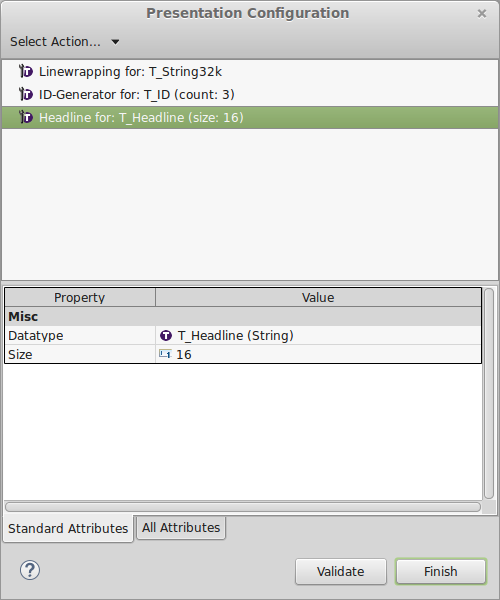 Presentation Configuration
Select Action...
Linewrapping for: T_String32k
ID-Generator for: T_ID (count: 3)
Headline for: T_Headline (size: 16)
Property Value
Misc
Datatype T_Headline (String)
Size 16
Standard Attributes All Attributes
Validate Finish